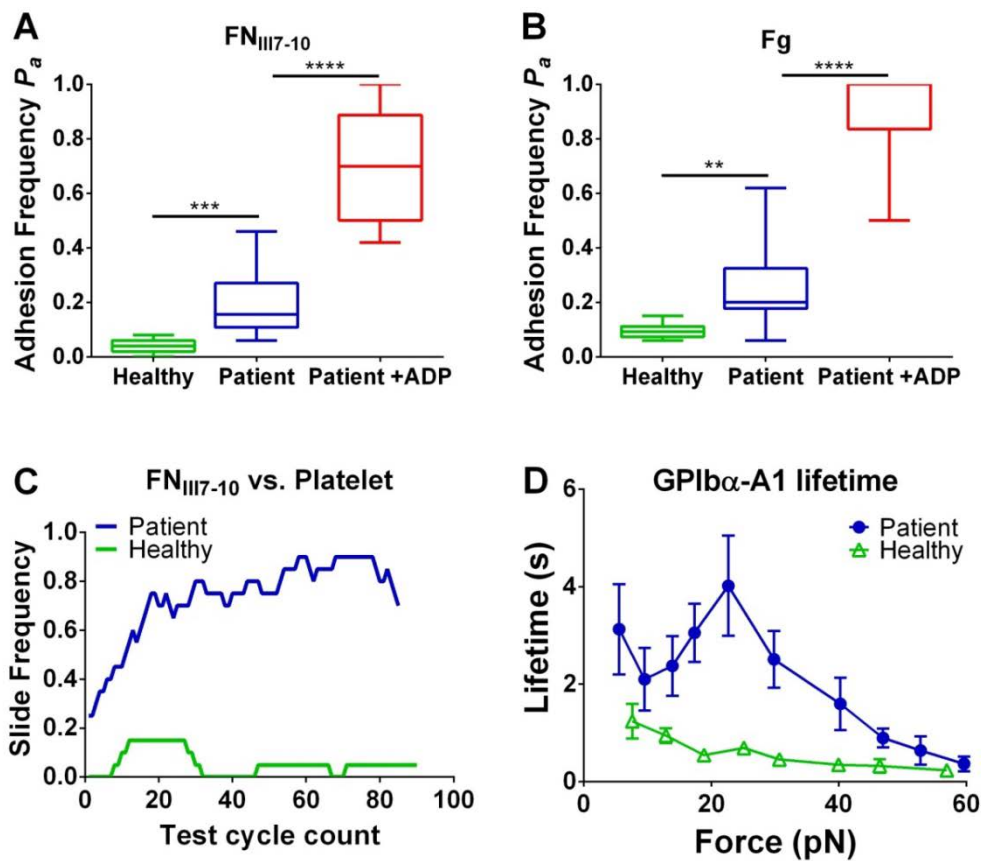 A
FNIII7-10
Adhesion Frequency Pa
1.0
0.8
0.6
0.4
0.2
0.0
***
****
Healthy
Patient
Patient +ADP
B
Fg
Adhesion Frequency Pa
1.0
0.8
0.6
0.4
0.2
0.0
**
****
Healthy
Patient
Patient +ADP
C
FNIII7-10 vs. Platelet
Patient
Healthy
Slide Frequency
1.0
0.8
0.6
0.4
0.2
0.0
0
20
40
60
80
100
Test cycle count
D
GPIbα-A1 lifetime
Patient
Healthy
Lifetime (s)
6
4
2
0
0
20
40
60
Force (pN)